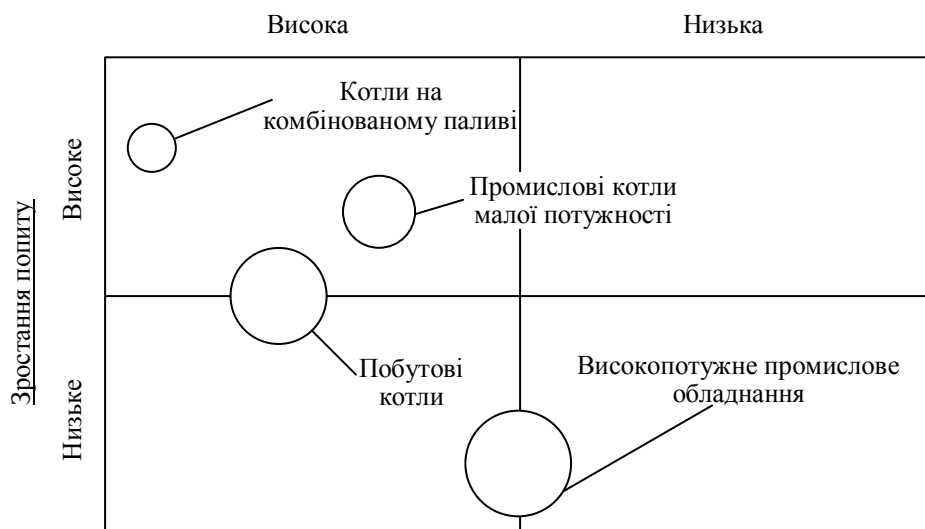 Висока
Низька
Котли на
комбінованому паливі
Високе
Промислові котли
малої потужності
Зростання попиту
Побутові
котли
Високопотужне промислове
обладнання
Низьке